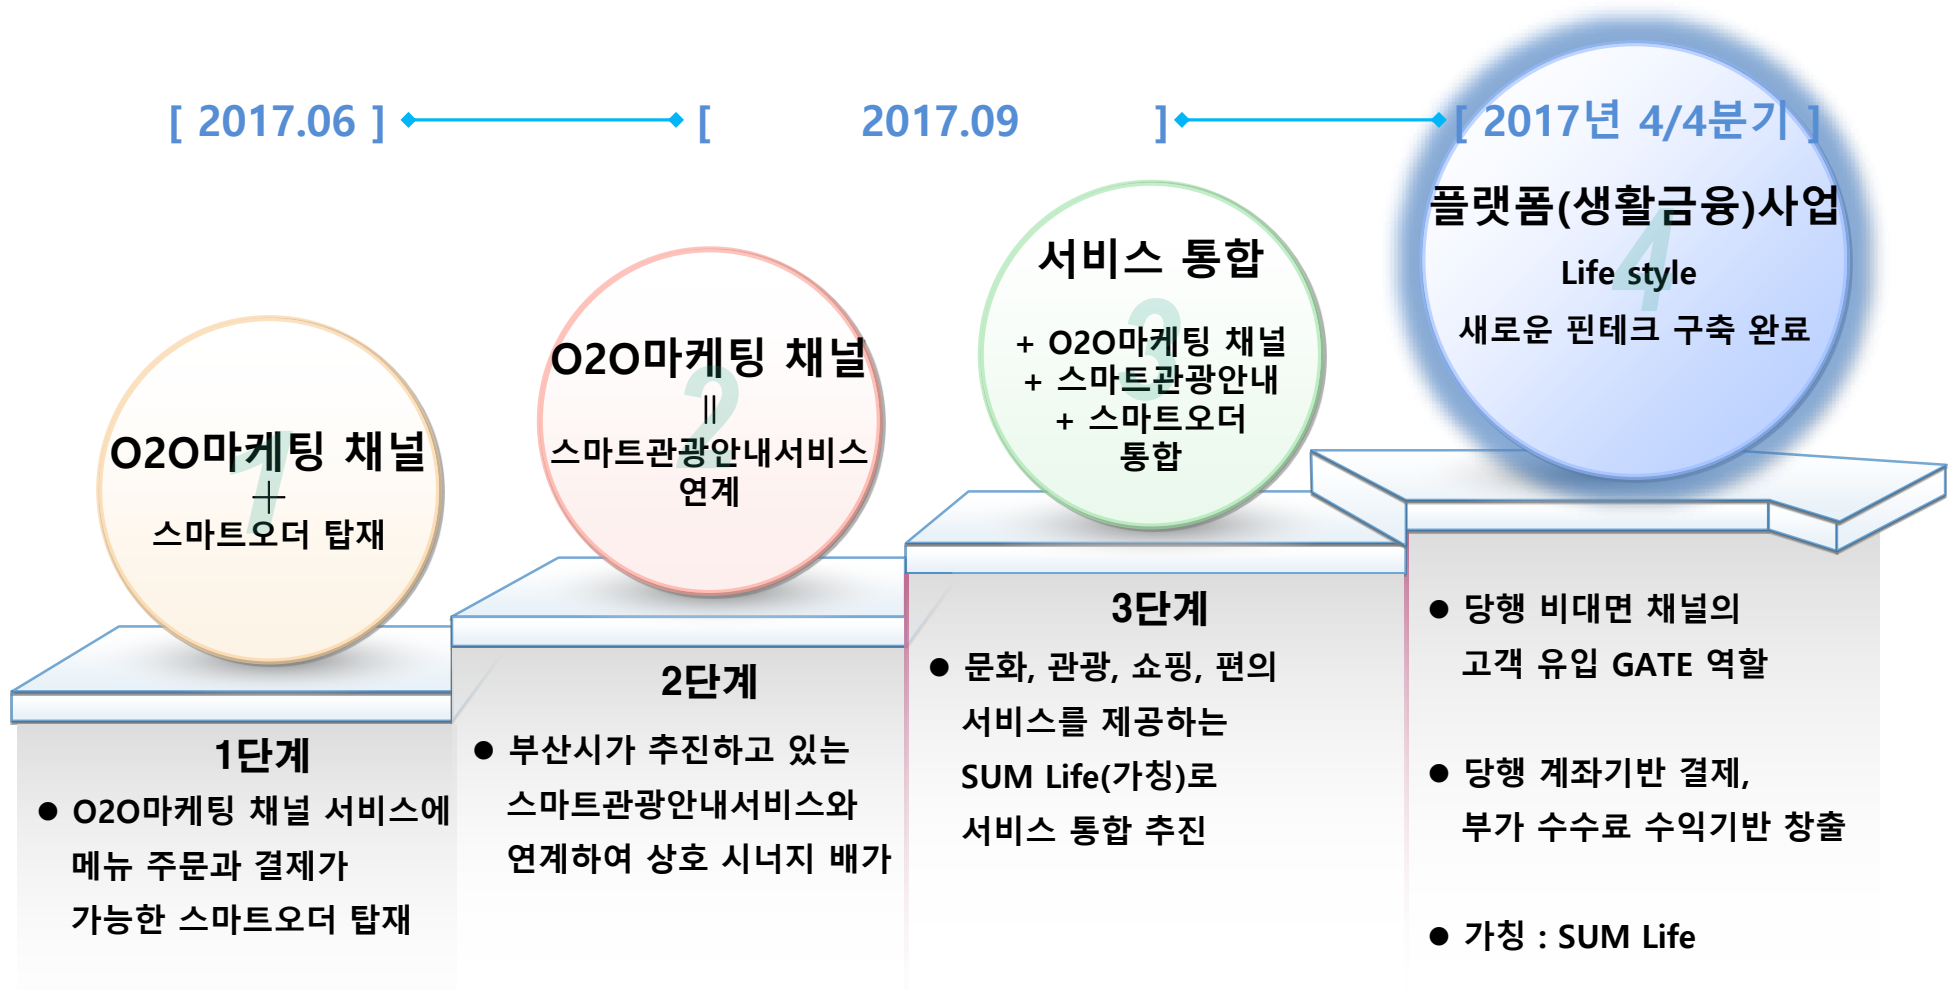 [ 2017.06 ]
[ 2017.09 ]
[ 2017년 4/4분기 ]
1
O2O마케팅 채널
+
스마트오더 탑재
1단계
● O2O마케팅 채널 서비스에
메뉴 주문과 결제가
가능한 스마트오더 탑재
2
O2O마케팅 채널
=
스마트관광안내서비스
연계
2단계
● 부산시가 추진하고 있는
스마트관광안내서비스와
연계하여 상호 시너지 배가
3
서비스 통합
+ O2O마케팅 채널
+ 스마트관광안내
+ 스마트오더
통합
3단계
● 문화, 관광, 쇼핑, 편의
서비스를 제공하는
SUM Life(가칭)로
서비스 통합 추진
4
플랫폼(생활금융)사업
Life style
새로운 핀테크 구축 완료
● 당행 비대면 채널의
고객 유입 GATE 역할
● 당행 계좌기반 결제,
부가 수수료 수익기반 창출
● 가칭 : SUM Life